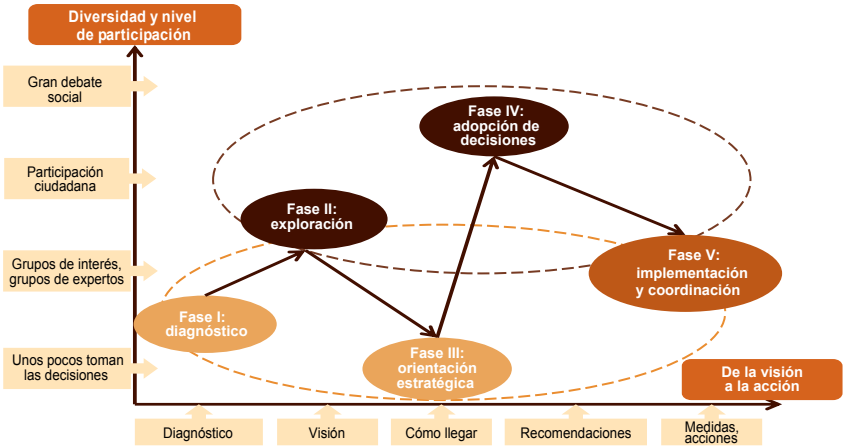 Diversidad y nivel
de participación
Gran debate
social
Participación
ciudadana
Grupos de interés,
grupos de expertos
Unos pocos toman
las decisiones
Fase I:
diagnóstico
Fase II:
exploración
Fase III:
orientación
estratégica
Fase IV:
adopción de
decisiones
Fase V:
implementación
y coordinación
De la visión
a la acción
Diagnóstico
Visión
Cómo llegar
Recomendaciones
Medidas,
acciones